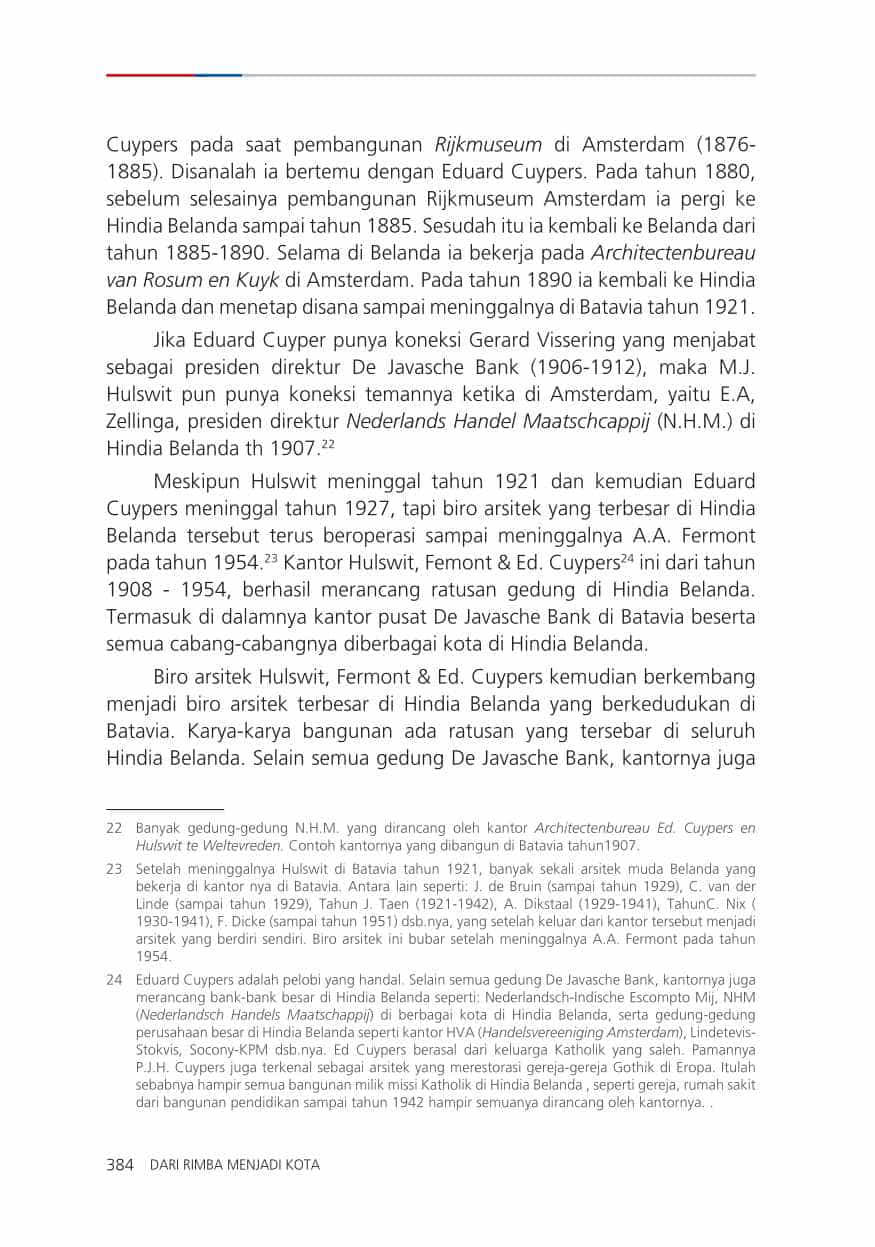 Cuypers pada saat pembangunan Rijkmuseum di Amsterdam (1876-
1885). Disanalah ia bertemu dengan Eduard Cuypers. Pada tahun 1880,
sebelum selesainya pembangunan Rijkmuseum Amsterdam ia pergi ke
Hindia Belanda sampai tahun 1885. Sesudah itu ia kembali ke Belanda dari
tahun 1885-1890. Selama di Belanda ia bekerja pada Architectenbureau
van Rosum en Kuyk di Amsterdam. Pada tahun 1890 ia kembali ke Hindia
Belanda dan menetap disana sampai meninggalnya di Batavia tahun 1921.
Jika Eduard Cuyper punya koneksi Gerard Vissering yang menjabat
sebagai presiden direktur De Javasche Bank (1906-1912), maka M.J.
Hulswit pun punya koneksi temannya ketika di Amsterdam, yaitu E.A,
Zellinga, presiden direktur Nederlands Handel Maatschcappij (N.H.M.) di
Hindia Belanda th 1907.22
Meskipun Hulswit meninggal tahun 1921 dan kemudian Eduard
Cuypers meninggal tahun 1927, tapi biro arsitek yang terbesar di Hindia
Belanda tersebut terus beroperasi sampai meninggalnya A.A. Fermont
pada tahun 1954.23 Kantor Hulswit, Femont & Ed. Cuypers24 ini dari tahun
1908 - 1954, berhasil merancang ratusan gedung di Hindia Belanda.
Termasuk di dalamnya kantor pusat De Javasche Bank di Batavia beserta
semua cabang-cabangnya diberbagai kota di Hindia Belanda.
Biro arsitek Hulswit, Fermont & Ed. Cuypers kemudian berkembang
menjadi biro arsitek terbesar di Hindia Belanda yang berkedudukan di
Batavia. Karya-karya bangunan ada ratusan yang tersebar di seluruh
Hindia Belanda. Selain semua gedung De Javasche Bank, kantornya juga
22 Banyak gedung-gedung N.H.M. yang dirancang oleh kantor Architectenbureau Ed. Cuypers en
Hulswit te Weltevreden. Contoh kantornya yang dibangun di Batavia tahun1907.
23 Setelah meninggalnya Hulswit di Batavia tahun 1921, banyak sekali arsitek muda Belanda yang
bekerja di kantor nya di Batavia. Antara lain seperti: J. de Bruin (sampai tahun 1929), C. van der
Linde (sampai tahun 1929), Tahun J. Taen (1921-1942), A. Dikstaal (1929-1941), TahunC. Nix (
1930-1941), F. Dicke (sampai tahun 1951) dsb.nya, yang setelah keluar dari kantor tersebut menjadi
arsitek yang berdiri sendiri. Biro arsitek ini bubar setelah meninggalnya A.A. Fermont pada tahun
1954.
24 Eduard Cuypers adalah pelobi yang handal. Selain semua gedung De Javasche Bank, kantornya juga
merancang bank-bank besar di Hindia Belanda seperti: Nederlandsch-Indische Escompto Mij, NHM
(Nederlandsch Handels Maatschappij) di berbagai kota di Hindia Belanda, serta gedung-gedung
perusahaan besar di Hindia Belanda seperti kantor HVA (Handelsvereeniging Amsterdam), Lindetevis-
Stokvis, Socony-KPM dsb.nya. Ed Cuypers berasal dari keluarga Katholik yang saleh. Pamannya
P.J.H. Cuypers juga terkenal sebagai arsitek yang merestorasi gereja-gereja Gothik di Eropa. Itulah
sebabnya hampir semua bangunan milik missi Katholik di Hindia Belanda , seperti gereja, rumah sakit
dari bangunan pendidikan sampai tahun 1942 hampir semuanya dirancang oleh kantornya. .
384 DARI RIMBA MENJADI KOTA